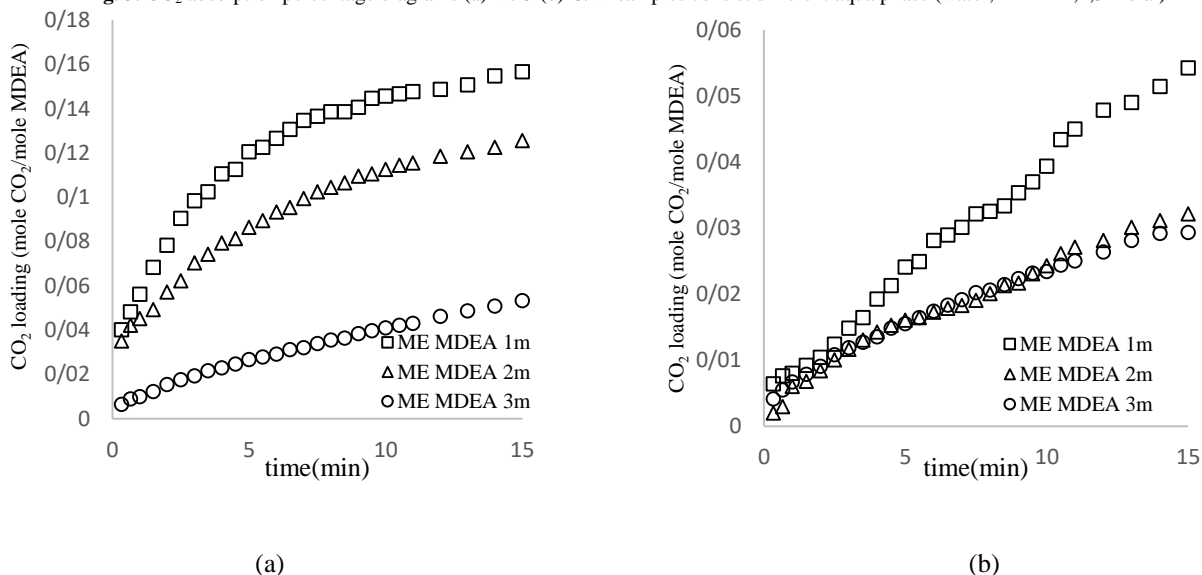 CO₂ loading (mole CO₂/mole MDEA)
0/18
0/16
0/14
0/12
0/1
0/08
0/06
0/04
0/02
0
ME MDEA 1m
ME MDEA 2m
ME MDEA 3m
0 5 10 15
time(min)
(a)
CO₂ loading (mole CO₂/mole MDEA)
0/06
0/05
0/04
0/03
0/02
0/01
0
ME MDEA 1m
ME MDEA 2m
ME MDEA 3m
0 5 10 15
time(min)
(b)